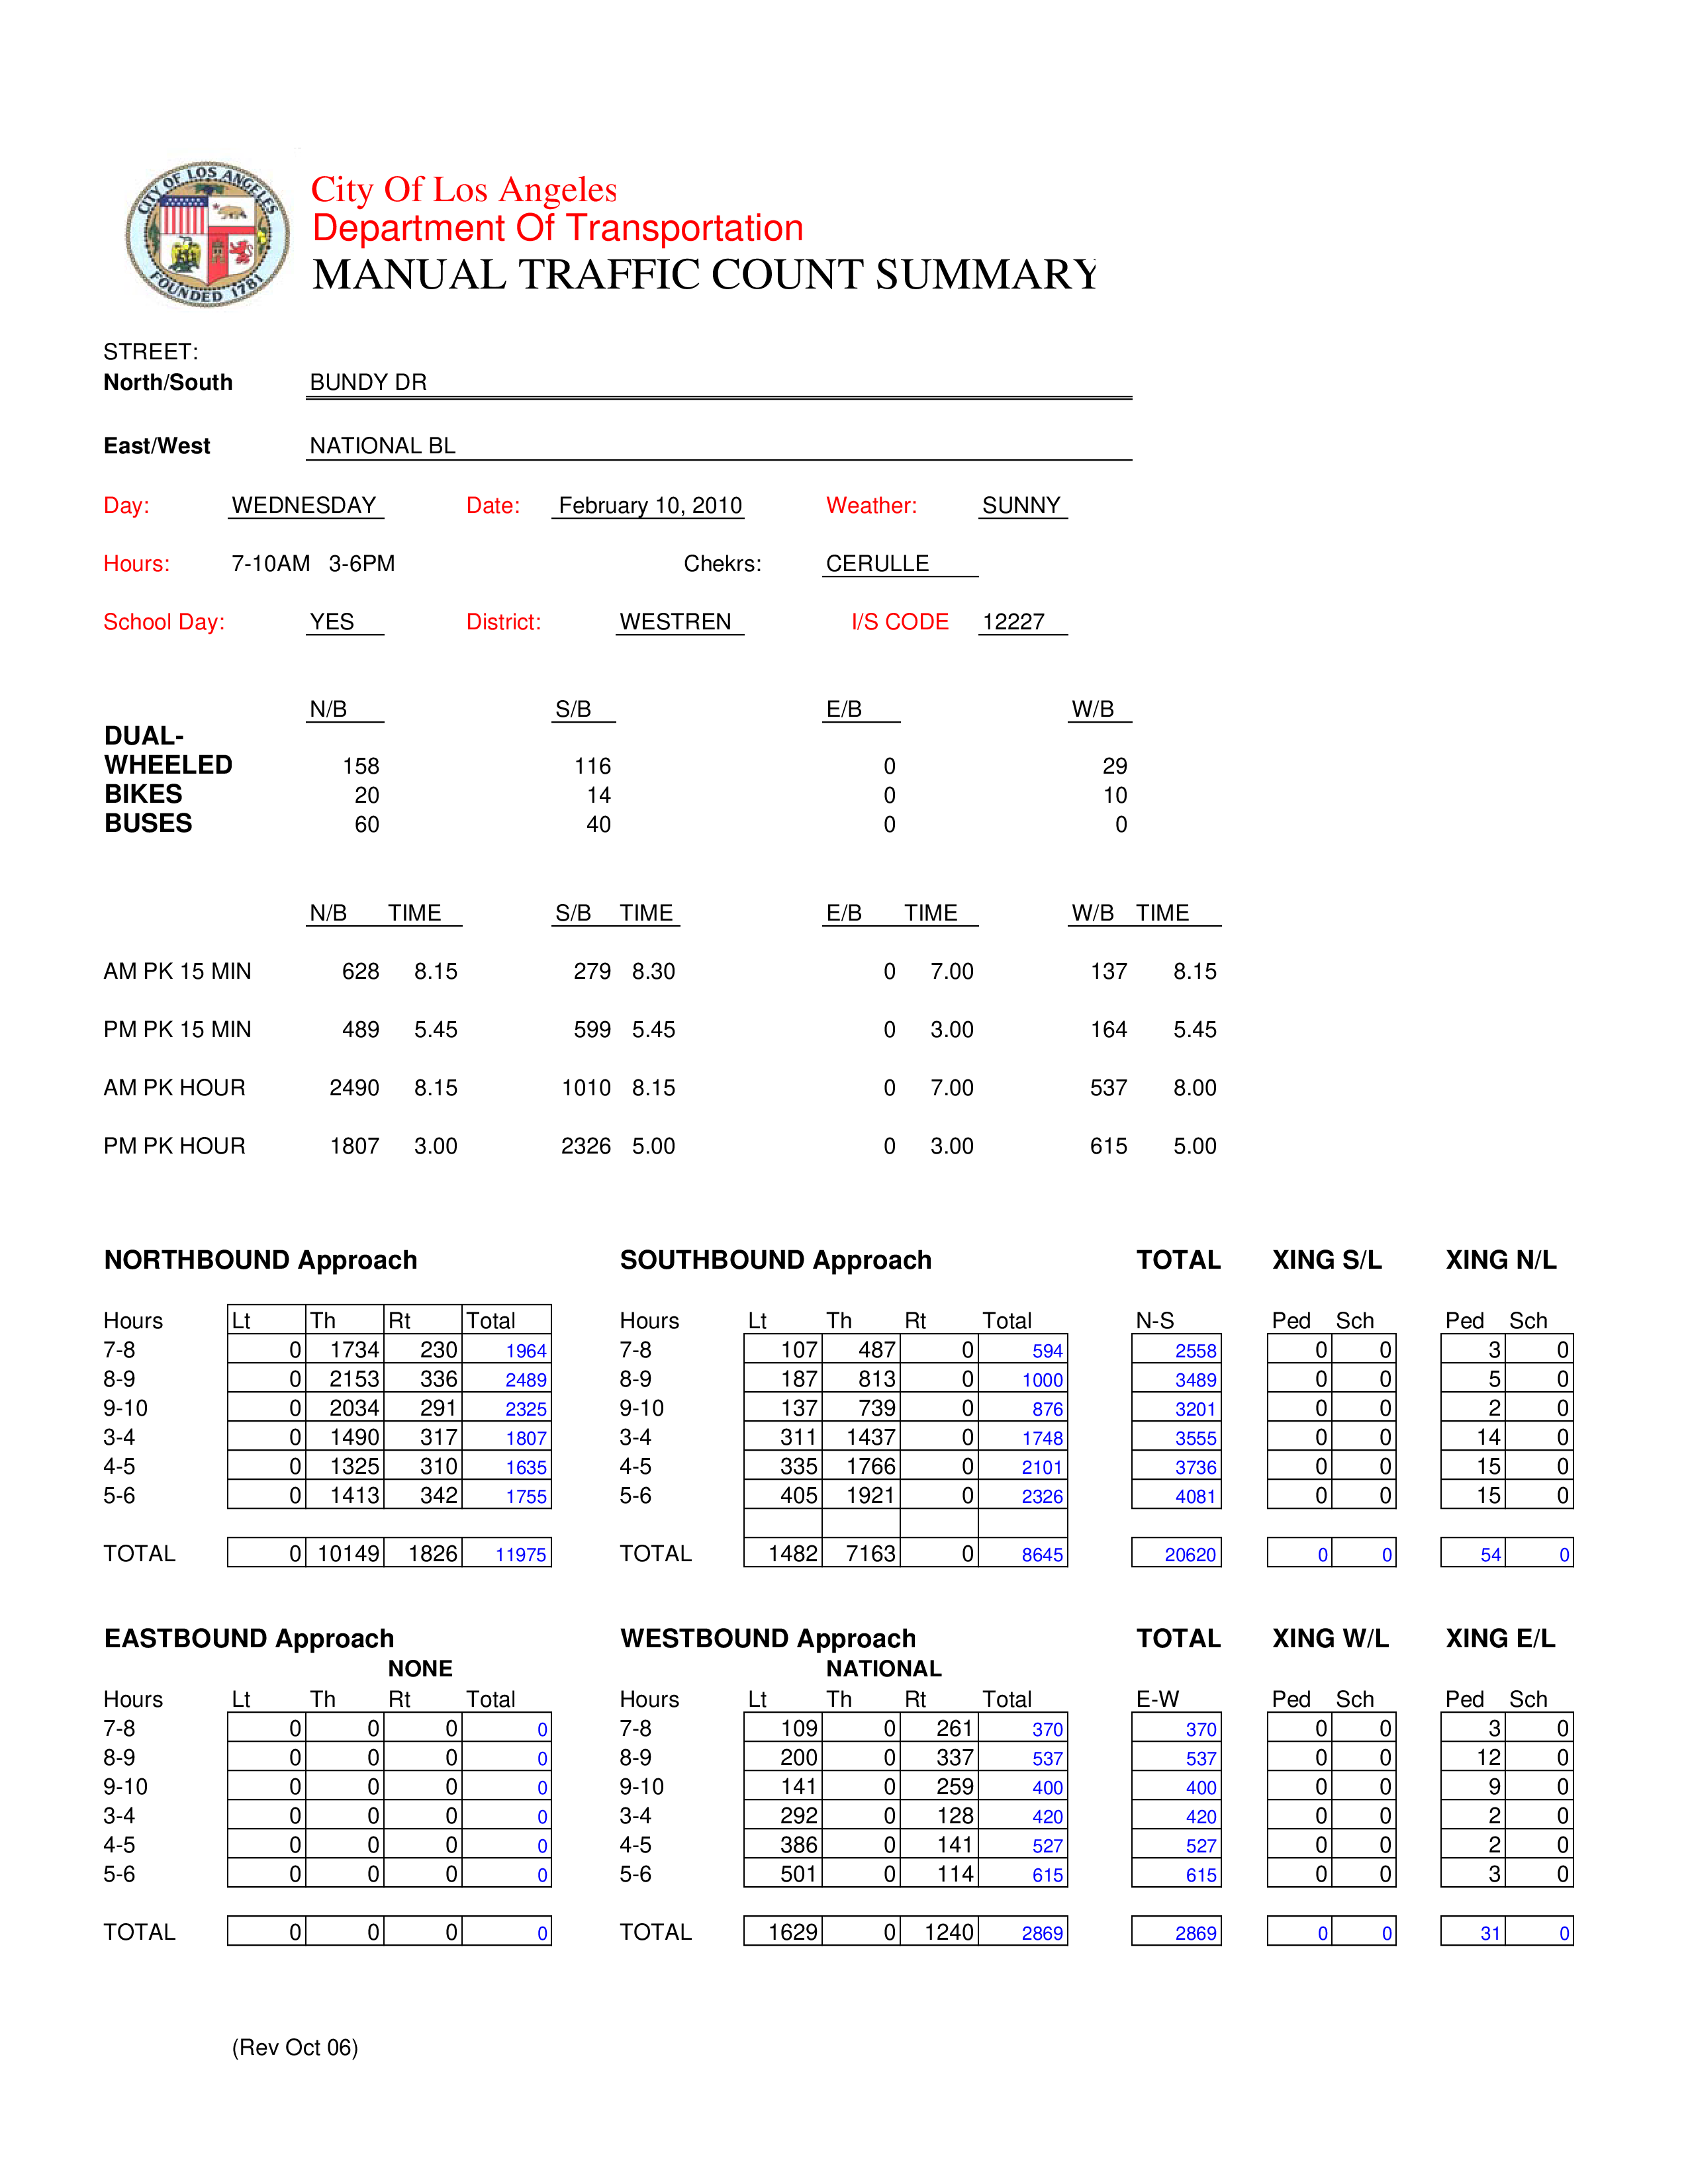 CITY OF LOS ANGELES
FOUNDED 1781
City Of Los Angeles
Department Of Transportation
MANUAL TRAFFIC COUNT SUMMARY
STREET:
North/South BUNDY DR
East/West NATIONAL BL
Day: WEDNESDAY Date: February 10, 2010 Weather: SUNNY
Hours: 7-10AM 3-6PM Chekrs: CERULLE
School Day: YES District: WESTREN I/S CODE 12227
N/B S/B E/B W/B
DUAL-
WHEELED 158 116 0 29
BIKES 20 14 0 10
BUSES 60 40 0 0
N/B TIME S/B TIME E/B TIME W/B TIME
AM PK 15 MIN 628 8.15 279 8.30 0 7.00 137 8.15
PM PK 15 MIN 489 5.45 599 5.45 0 3.00 164 5.45
AM PK HOUR 2490 8.15 1010 8.15 0 7.00 537 8.00
PM PK HOUR 1807 3.00 2326 5.00 0 3.00 615 5.00
NORTHBOUND Approach SOUTHBOUND Approach TOTAL XING S/L XING N/L
Hours Lt Th Rt Total Hours Lt Th Rt Total N-S Ped Sch Ped Sch
7-8 0 1734 230 1964 7-8 107 487 0 594 2558 0 0 3 0
8-9 0 2153 336 2489 8-9 187 813 0 1000 3489 0 0 5 0
9-10 0 2034 291 2325 9-10 137 739 0 876 3201 0 0 2 0
3-4 0 1490 317 1807 3-4 311 1437 0 1748 3555 0 0 14 0
4-5 0 1325 310 1635 4-5 335 1766 0 2101 3736 0 0 15 0
5-6 0 1413 342 1755 5-6 405 1921 0 2326 4081 0 0 15 0
TOTAL 0 10149 1826 11975 TOTAL 1482 7163 0 8645 20620 0 0 54 0
EASTBOUND Approach WESTBOUND Approach TOTAL XING W/L XING E/L
NONE NATIONAL
Hours Lt Th Rt Total Hours Lt Th Rt Total E-W Ped Sch Ped Sch
7-8 0 0 0 0 7-8 109 0 261 370 370 0 0 3 0
8-9 0 0 0 0 8-9 200 0 337 537 537 0 0 12 0
9-10 0 0 0 0 9-10 141 0 259 400 400 0 0 9 0
3-4 0 0 0 0 3-4 292 0 128 420 420 0 0 2 0
4-5 0 0 0 0 4-5 386 0 141 527 527 0 0 2 0
5-6 0 0 0 0 5-6 501 0 114 615 615 0 0 3 0
TOTAL 0 0 0 0 TOTAL 1629 0 1240 2869 2869 0 0 31 0
(Rev Oct 06)